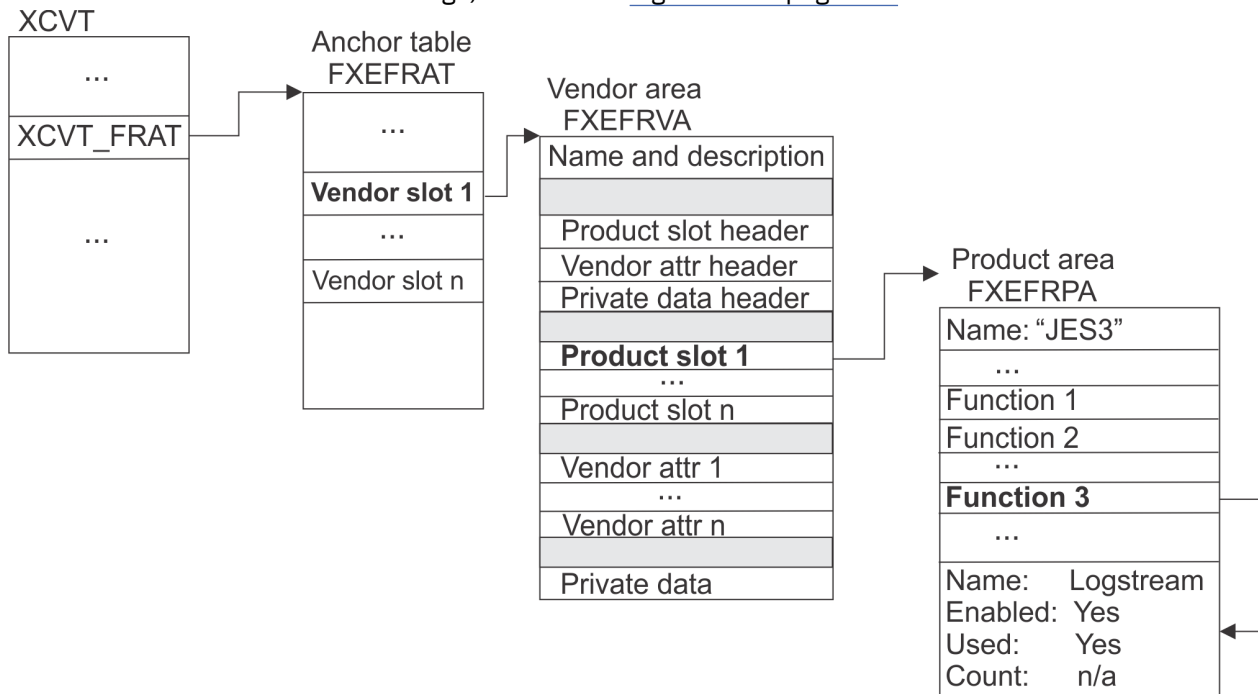 XCVT
...
XCVT_FRAT
...
Anchor table
FXEFRAT
...
Vendor slot 1
...
Vendor slot n
Vendor area
FXEFRVA
Name and description
Product slot header
Vendor attr header
Private data header
Product slot 1
...
Product slot n
Vendor attr 1
...
Vendor attr n
Private data
Product area
FXEFRPA
Name: “JES3”
...
Function 1
Function 2
...
Function 3
...
Name: Logstream
Enabled: Yes
Used: Yes
Count: n/a